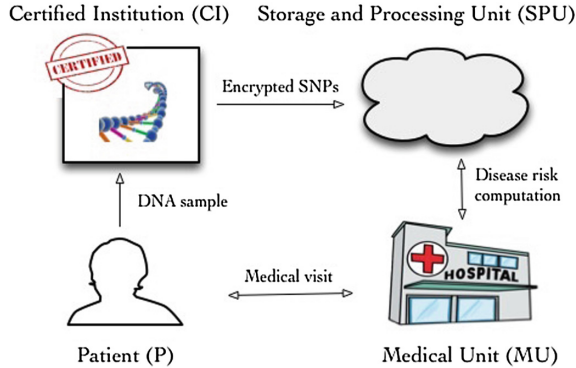 Certified Institution (CI)
Storage and Processing Unit (SPU)
CERTIFIED
Encrypted SNPs
Disease risk
computation
DNA sample
HOSPITAL
Medical visit
Patient (P)
Medical Unit (MU)